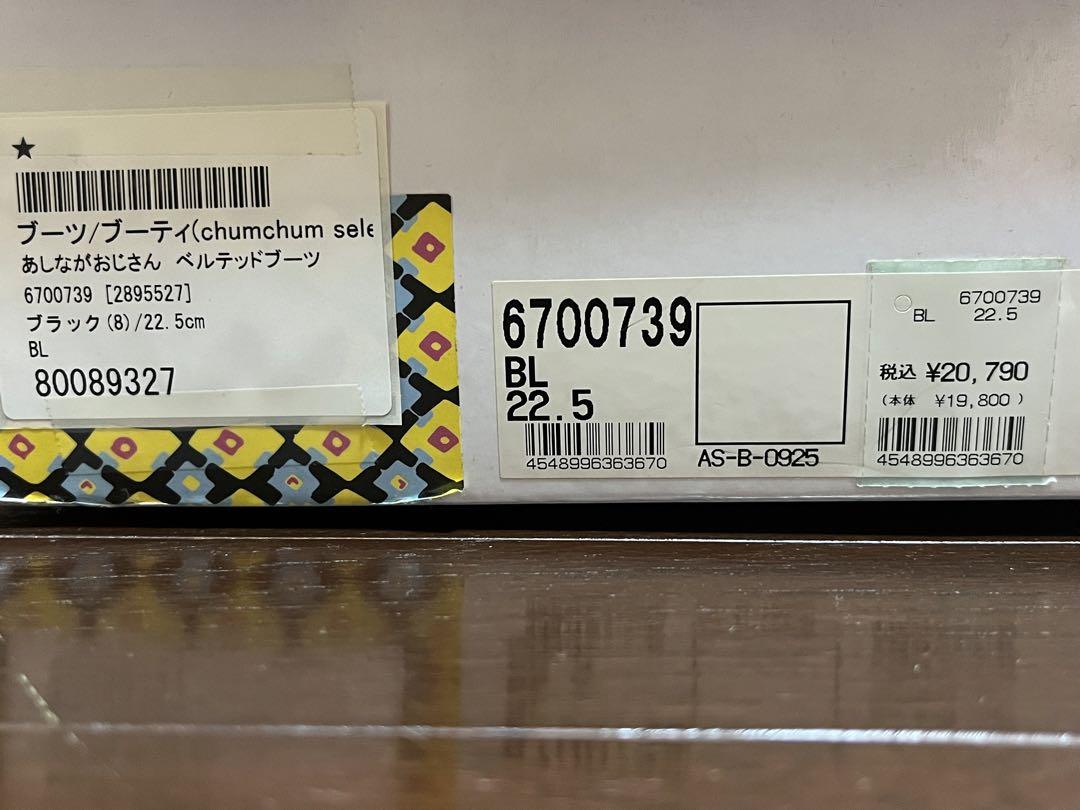 ★
ブーツ/ブーティ(chumchum sele
あしながおじさん ベルテッドブーツ
6700739 [2895527]
ブラック(8)/22.5cm
BL
80089327
6700739
BL
22.5
4548996363670
AS-B-0925
6700739
BL 22.5
税込 ¥20,790
(本体 ¥19,800)
4548996363670